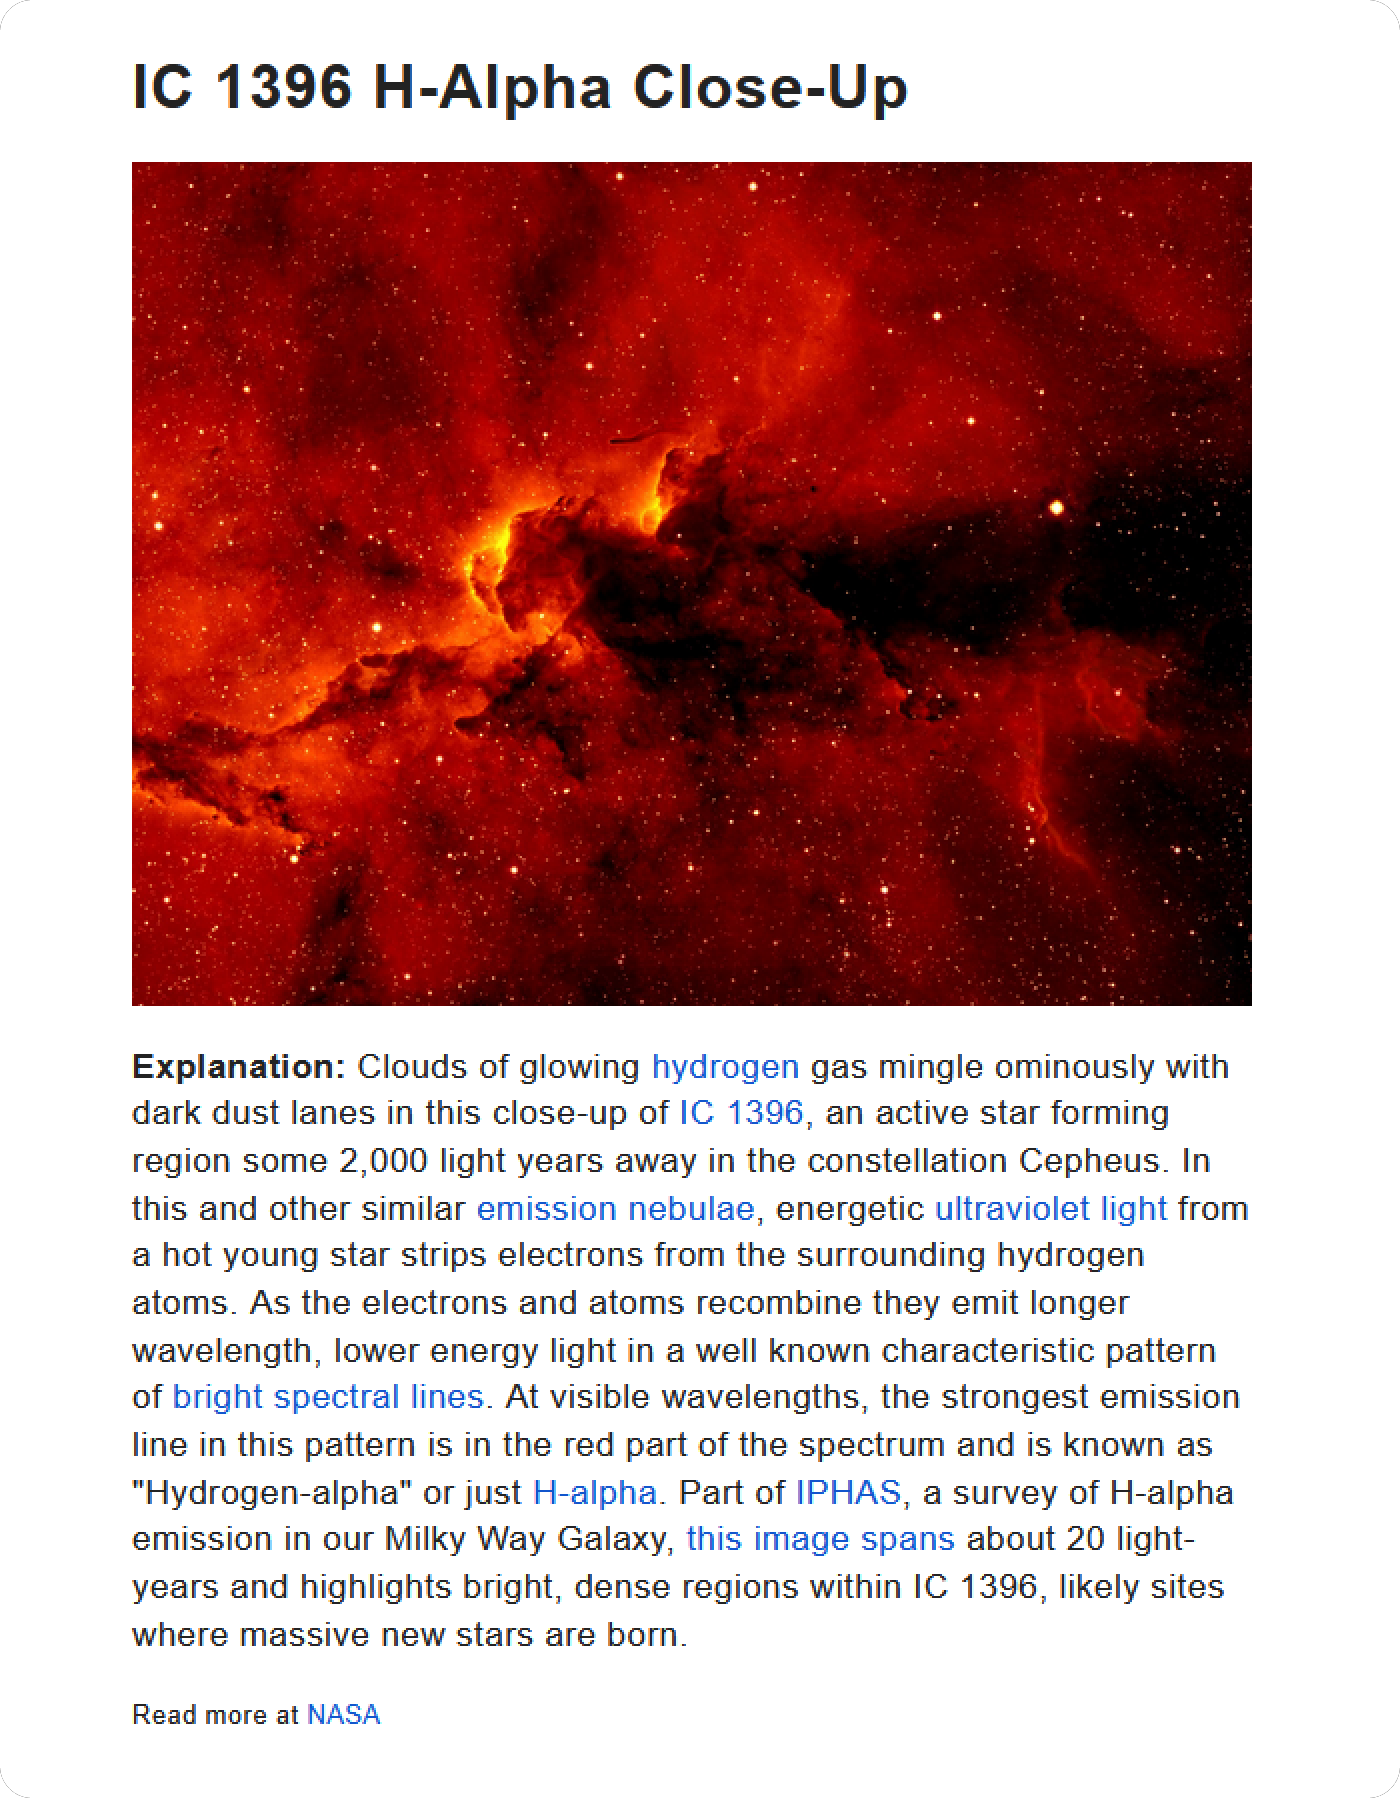 IC 1396 H-Alpha Close-Up
Explanation: Clouds of glowing hydrogen gas mingle ominously with
dark dust lanes in this close-up of IC 1396, an active star forming
region some 2,000 light years away in the constellation Cepheus. In
this and other similar emission nebulae, energetic ultraviolet light from
a hot young star strips electrons from the surrounding hydrogen
atoms. As the electrons and atoms recombine they emit longer
wavelength, lower energy light in a well known characteristic pattern
of bright spectral lines. At visible wavelengths, the strongest emission
line in this pattern is in the red part of the spectrum and is known as
"Hydrogen-alpha" or just H-alpha. Part of IPHAS, a survey of H-alpha
emission in our Milky Way Galaxy, this image spans about 20 light-
years and highlights bright, dense regions within IC 1396, likely sites
where massive new stars are born.
Read more at NASA